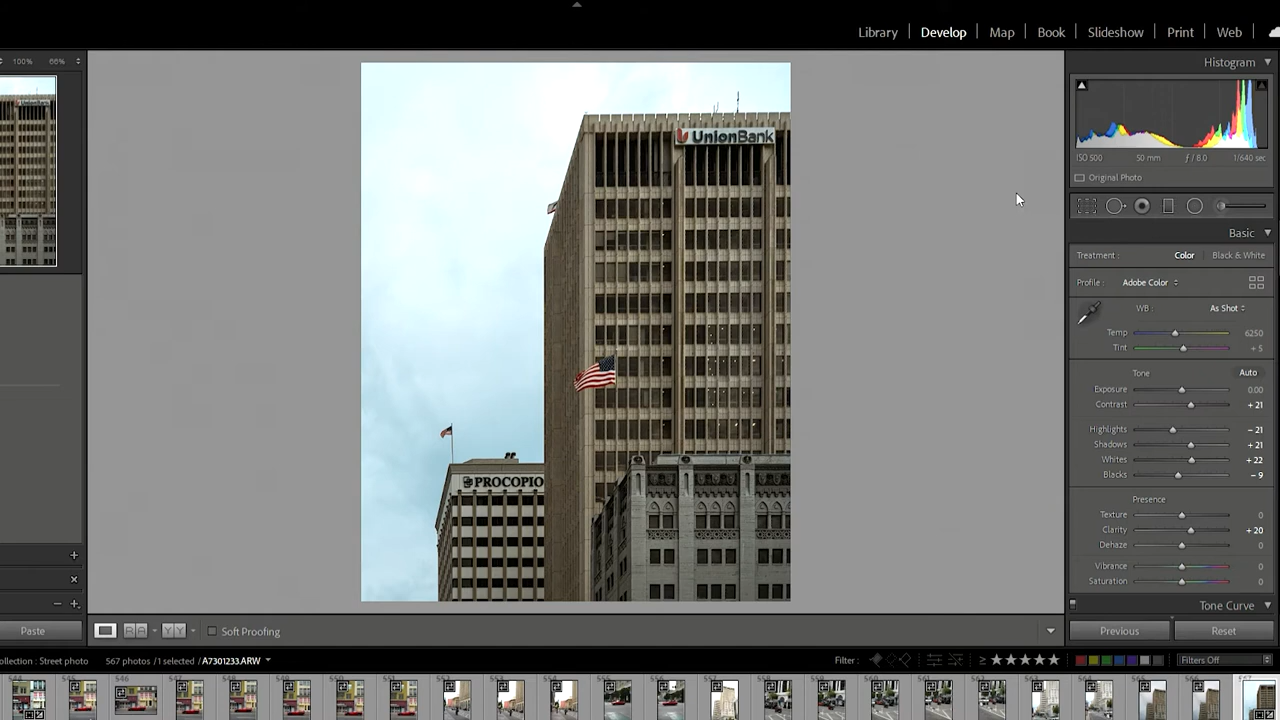 Library | Develop | Map | Book | Slideshow | Print | Web
100% 66%
Histogram
ISO 500 50 mm ƒ / 8.0 1/640 sec
Original Photo
Basic
Treatment : Color Black & White
Profile : Adobe Color
WB : As Shot
Temp 6250
Tint + 5
Tone Auto
Exposure 0.00
Contrast + 21
Highlights − 21
Shadows + 21
Whites + 22
Blacks − 9
Presence
Texture 0
Clarity + 20
Dehaze 0
Vibrance 0
Saturation 0
Tone Curve
Previous Reset
UnionBank
PROCOPIO
Paste
Soft Proofing
Collection : Street photo 567 photos / 1 selected / A7301233.ARW
Filter : ≥ ★★★★★ Filters Off